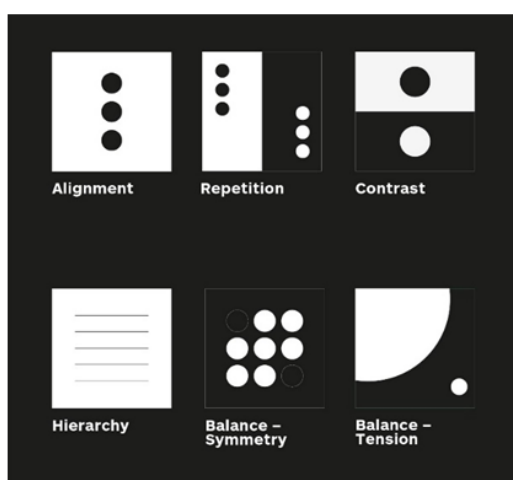 Alignment
Repetition
Contrast
Hierarchy
Balance –
Symmetry
Balance –
Tension